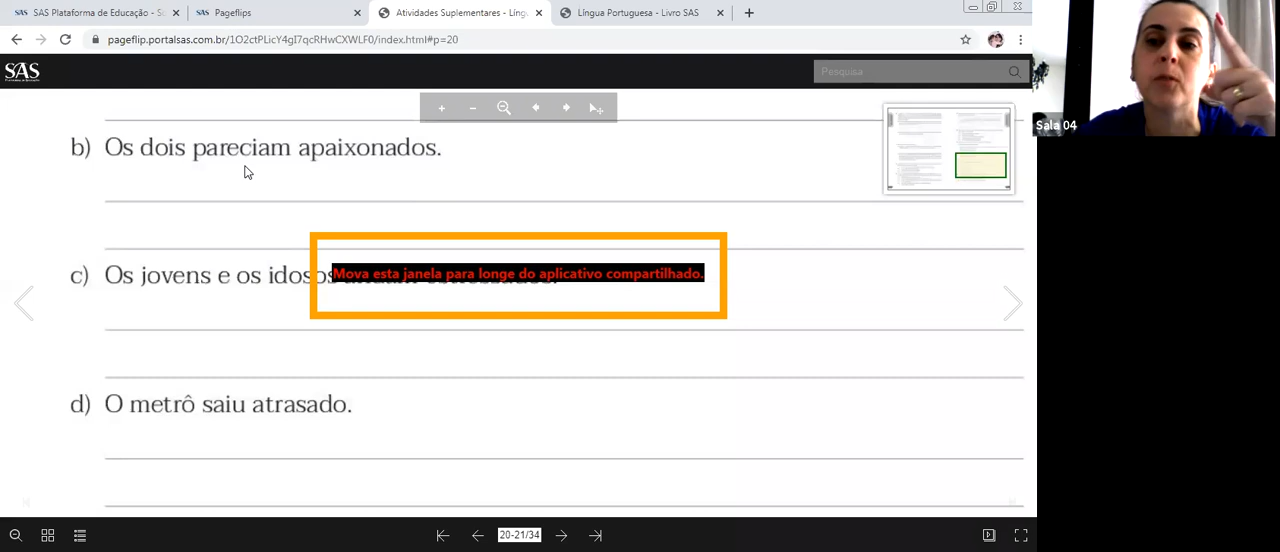 SAS Plataforma de Educação - S
Pageflips
Atividades Suplementares - Líng
Língua Portuguesa - Livro SAS
pageflip.portalsas.com.br/1O2ctPLicY4gI7qcRHwCXWLF0/index.html#p=20
SAS
Pesquisa
Sala 04
b) Os dois pareciam apaixonados.
c) Os jovens e os idosos
Mova esta janela para longe do aplicativo compartilhado.
d) O metrô saiu atrasado.
20-21/34